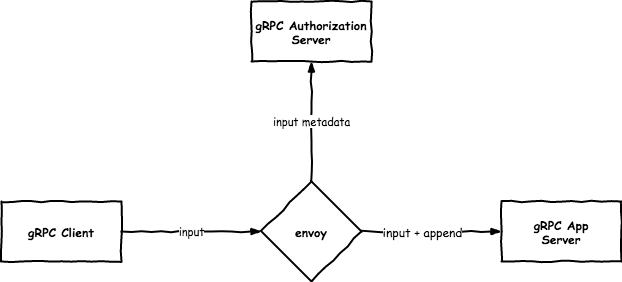 gRPC Authorization
Server
input metadata
gRPC Client
input
envoy
input + append
gRPC App
Server